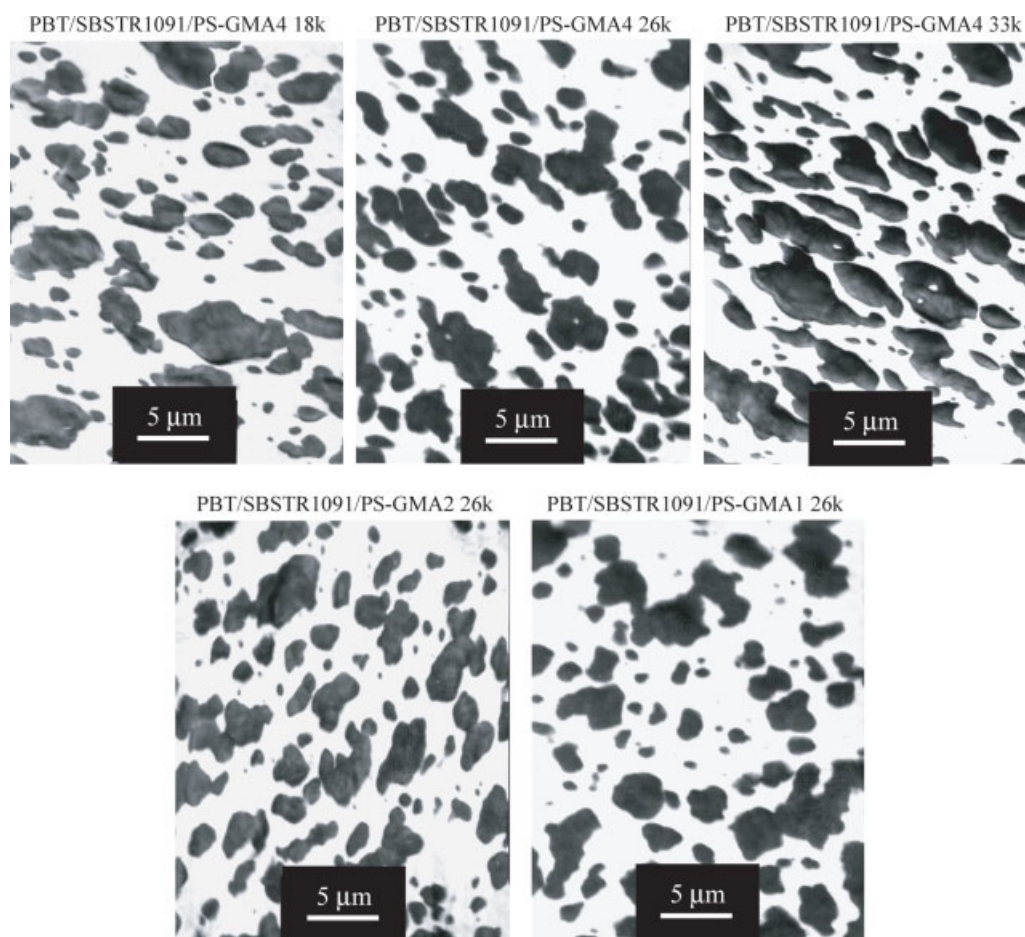 PBT/SBSTR1091/PS-GMA4 18k
PBT/SBSTR1091/PS-GMA4 26k
PBT/SBSTR1091/PS-GMA4 33k
5 μm
5 μm
5 μm
PBT/SBSTR1091/PS-GMA2 26k
PBT/SBSTR1091/PS-GMA1 26k
5 μm
5 μm